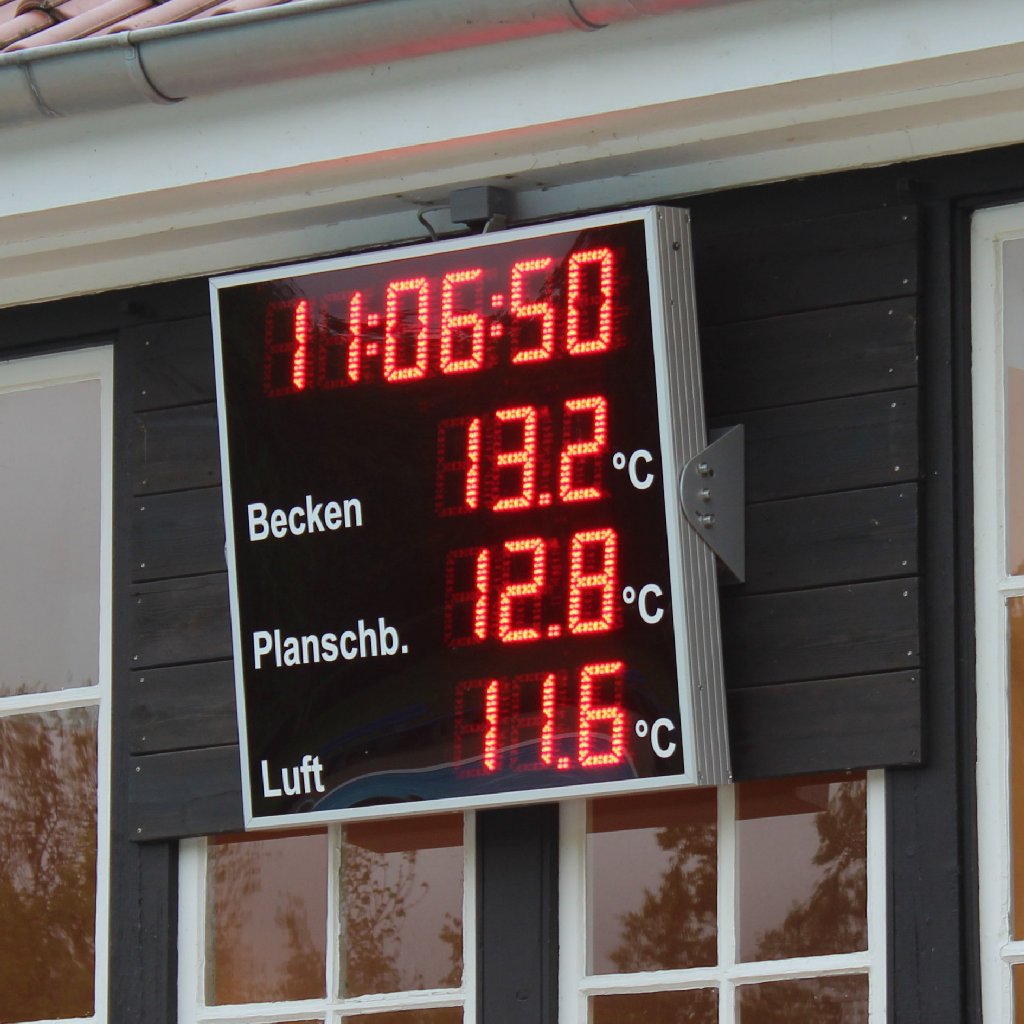 11:06:50
13.2 °C
Becken
12.8 °C
Planschb.
11.6 °C
Luft